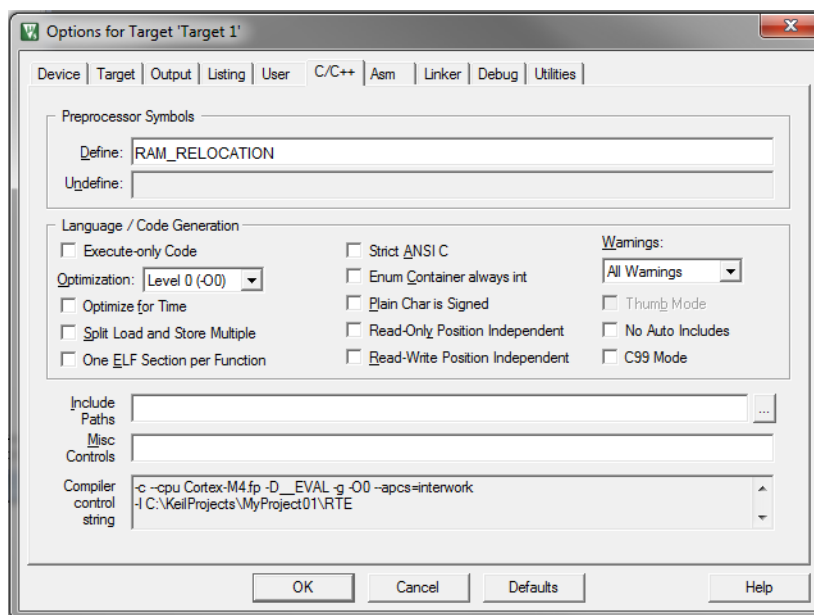 Options for Target 'Target 1'
Device Target Output Listing User C/C++ Asm Linker Debug Utilities
Preprocessor Symbols
Define: RAM_RELOCATION
Undefine:
Language / Code Generation
Execute-only Code
Strict ANSI C
Warnings:
Optimization: Level 0 (-O0)
Enum Container always int
All Warnings
Optimize for Time
Plain Char is Signed
Thumb Mode
Split Load and Store Multiple
Read-Only Position Independent
No Auto Includes
One ELF Section per Function
Read-Write Position Independent
C99 Mode
Include
Paths
...
Misc
Controls
Compiler
control
string
-c --cpu Cortex-M4.fp -D__EVAL -g -O0 --apcs=interwork
-I C:\KeilProjects\MyProject01\RTE
OK Cancel Defaults Help